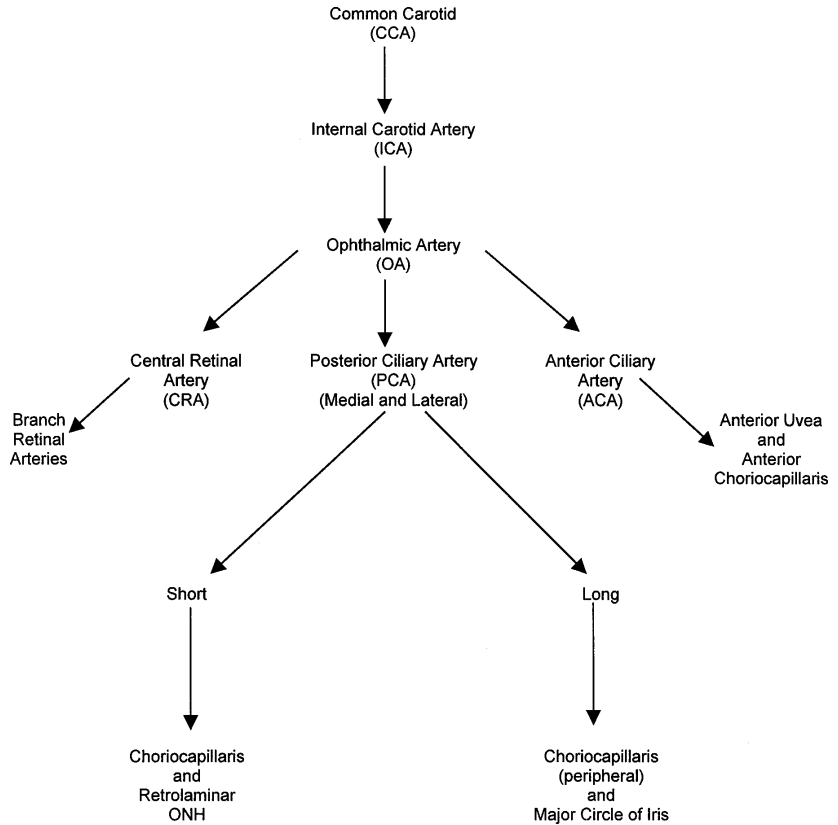 Common Carotid
(CCA)
Internal Carotid Artery
(ICA)
Ophthalmic Artery
(OA)
Central Retinal
Artery
(CRA)
Posterior Ciliary Artery
(PCA)
(Medial and Lateral)
Anterior Ciliary
Artery
(ACA)
Branch
Retinal
Arteries
Anterior Uvea
and
Anterior
Choriocapillaris
Short
Long
Choriocapillaris
and
Retrolaminar
ONH
Choriocapillaris
(peripheral)
and
Major Circle of Iris